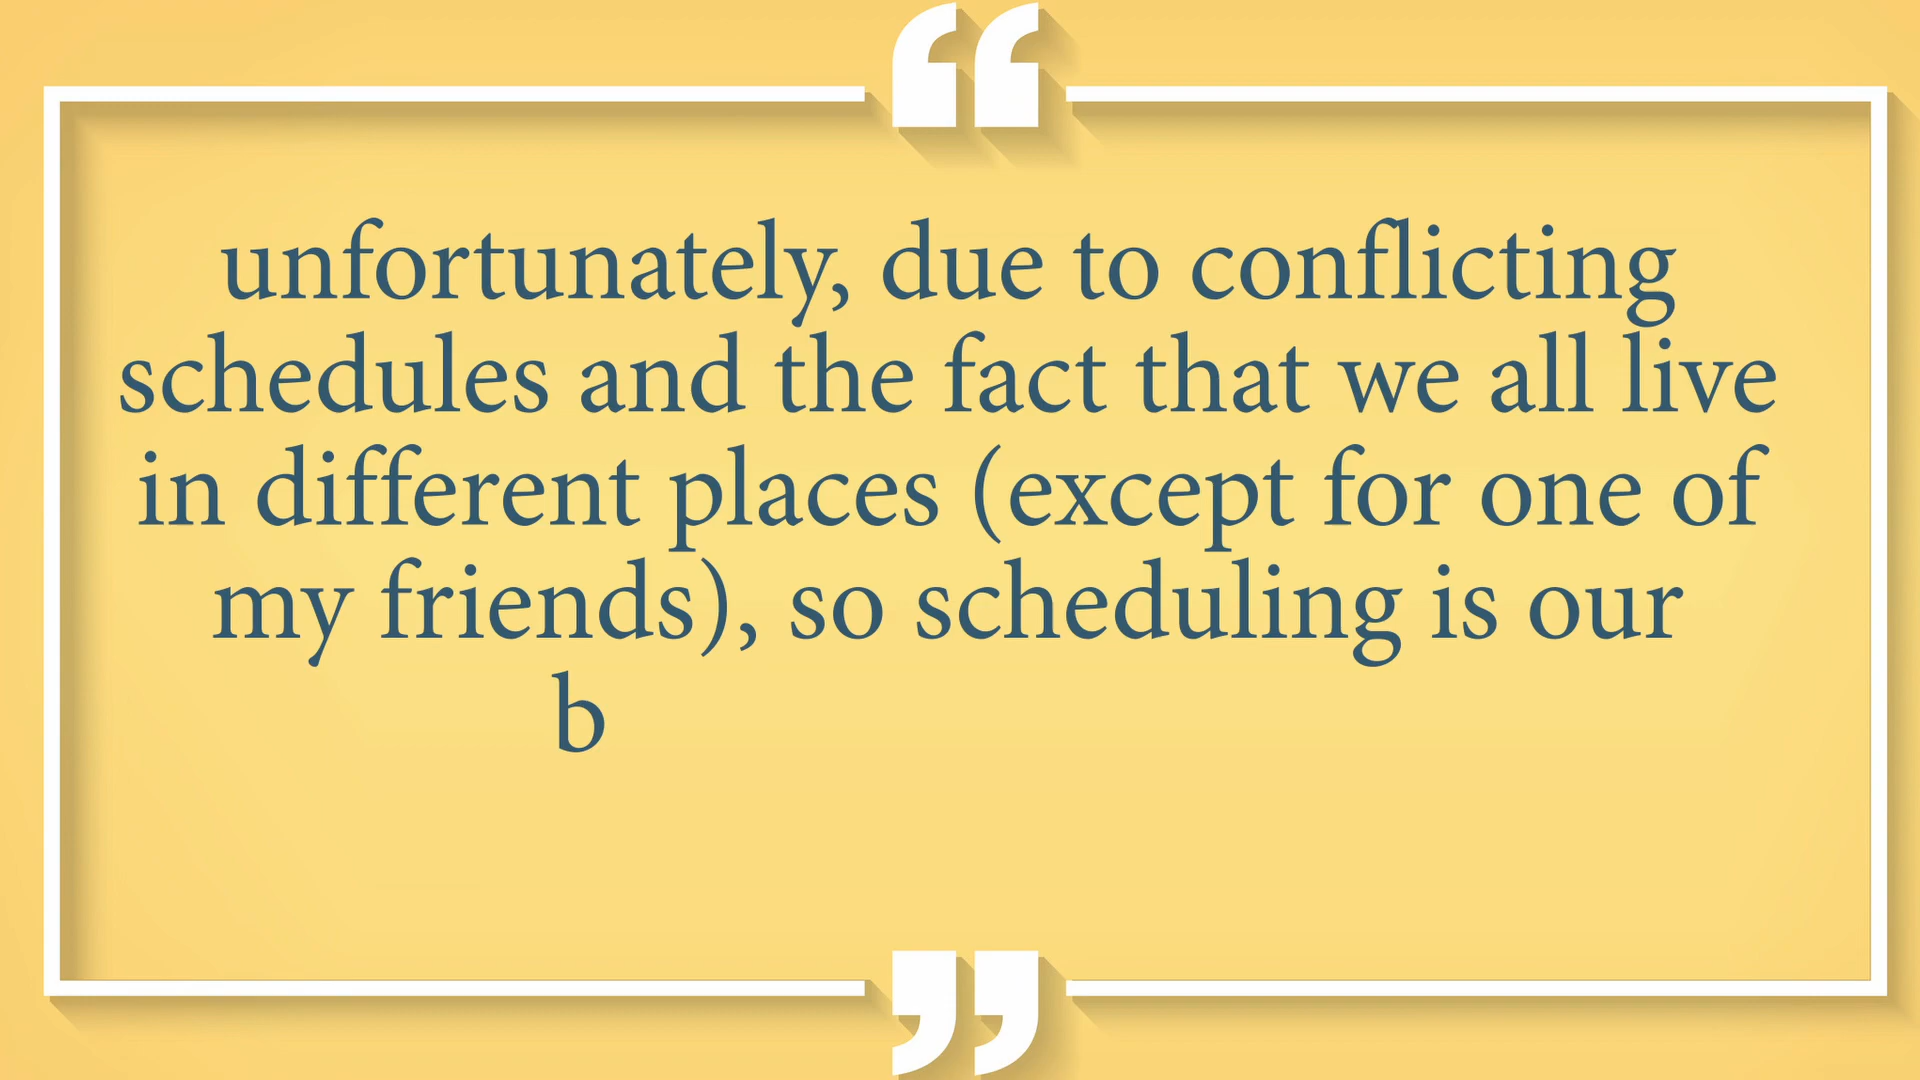 unfortunately, due to conflicting
schedules and the fact that we all live
in different places (except for one of
my friends), so scheduling is our
b